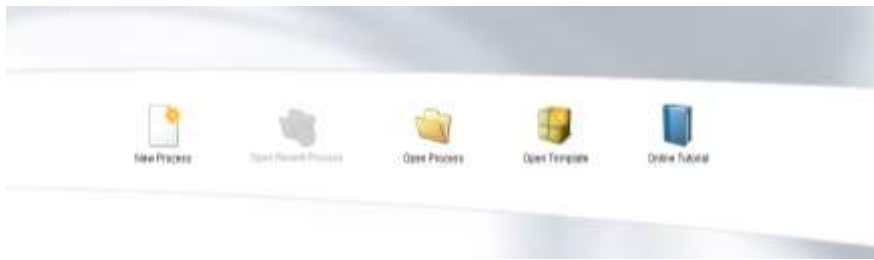 New Process
Open Recent Process
Open Process
Open Template
Online Tutorial